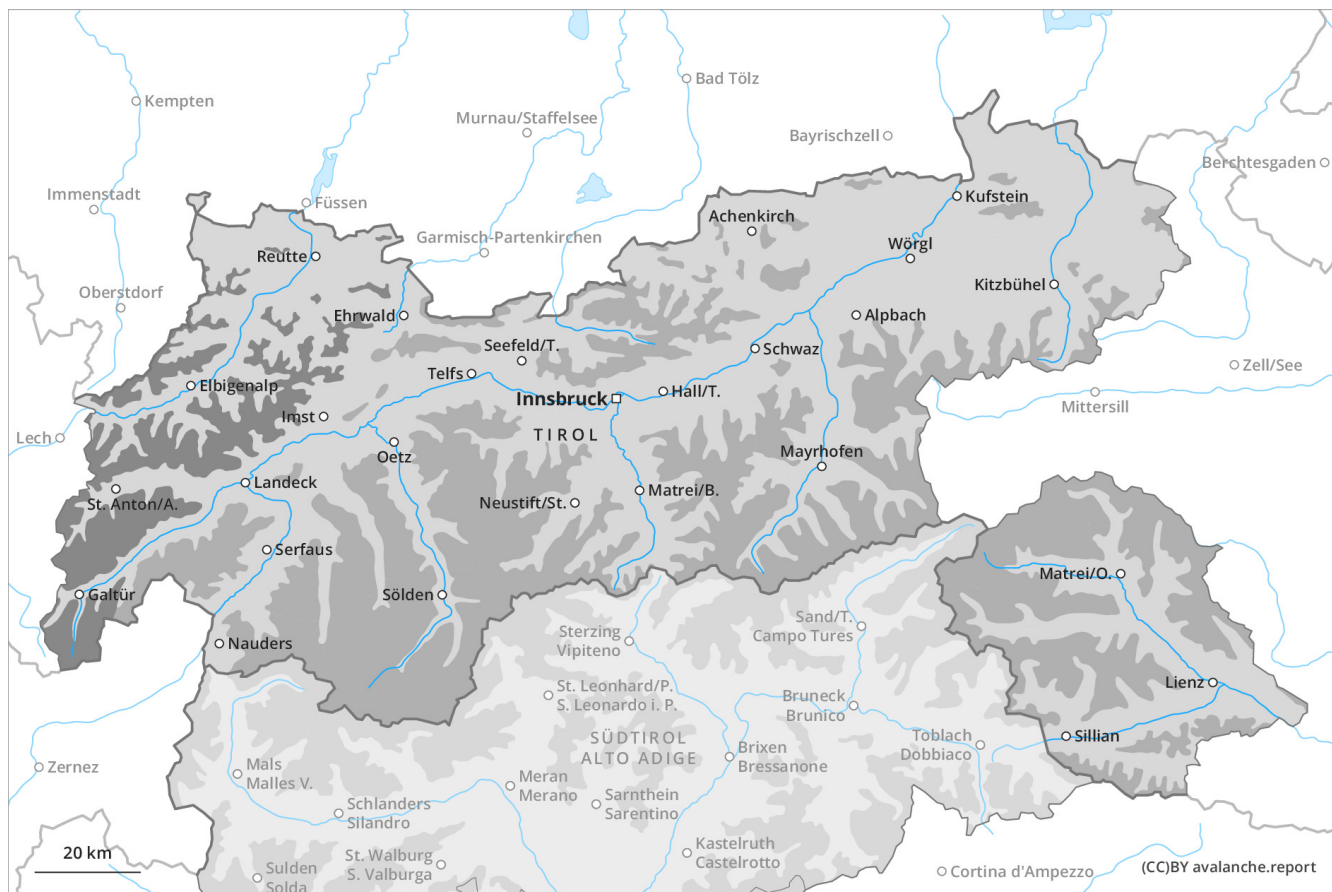 Bad Tölz
Kempten
Murnau/Staffelsee
Bayrischzell
Berchtesgaden
Immenstadt
Füssen
Kufstein
Achenkirch
Garmisch-Partenkirchen
Wörgl
Reutte
Kitzbühel
Oberstdorf
Ehrwald
Alpbach
Seefeld/T.
Schwaz
Zell/See
Telfs
Elbigenalp
Hall/T.
Innsbruck
Mittersill
Imst
TIROL
Lech
Oetz
Mayrhofen
Landeck
Matrei/B.
St. Anton/A.
Neustift/St.
Serfaus
Matrei/O.
Galtür
Sölden
Sand/T.
Campo Tures
Sterzing
Vipiteno
Nauders
Lienz
St. Leonhard/P.
S. Leonardo i. P.
Bruneck
Brunico
SÜDTIROL
ALTO ADIGE
Toblach
Dobbiaco
Sillian
Brixen
Bressanone
Zernez
Mals
Malles V.
Meran
Merano
Sarnthein
Sarentino
Schlanders
Silandro
20 km
St. Walburg
S. Valburga
Kastelruth
Castelrotto
Sulden
Solda
Cortina d'Ampezzo
(CC)BY avalanche.report